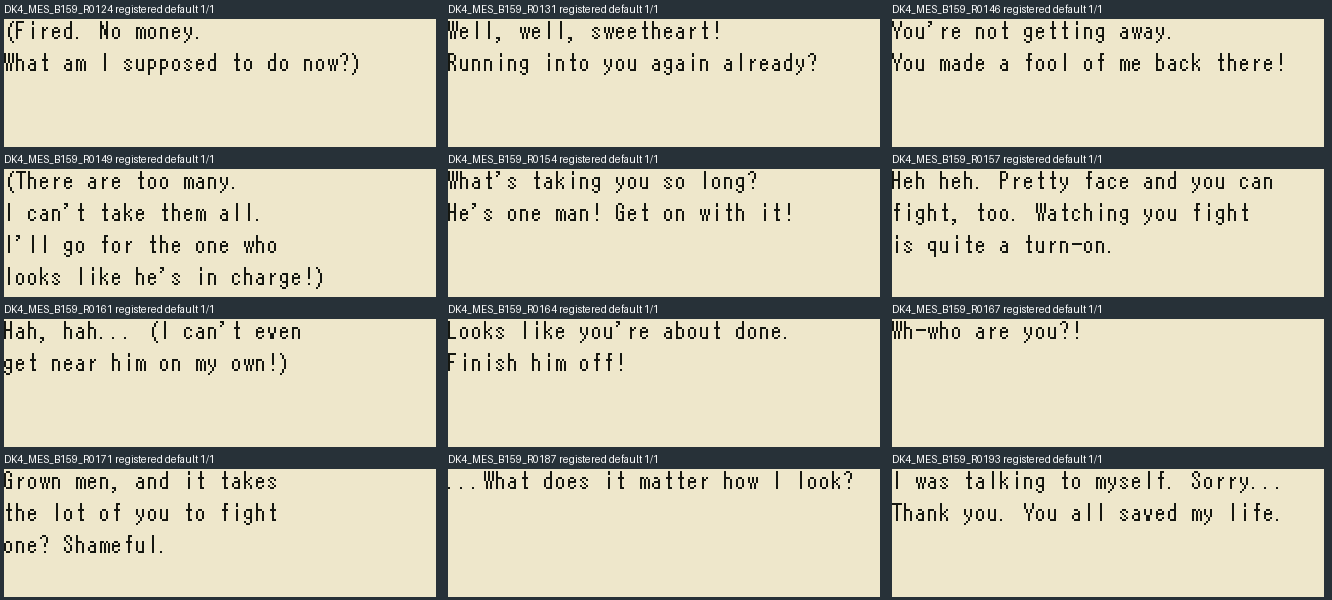 DK4_MES_B159_R0124 registered default 1/1
(Fired. No money.
What am I supposed to do now?)
DK4_MES_B159_R0131 registered default 1/1
Well, well, sweetheart!
Running into you again already?
DK4_MES_B159_R0146 registered default 1/1
You're not getting away.
You made a fool of me back there!
DK4_MES_B159_R0149 registered default 1/1
(There are too many.
I can't take them all.
I'll go for the one who
looks like he's in charge!)
DK4_MES_B159_R0154 registered default 1/1
What's taking you so long?
He's one man! Get on with it!
DK4_MES_B159_R0157 registered default 1/1
Heh heh. Pretty face and you can
fight, too. Watching you fight
is quite a turn-on.
DK4_MES_B159_R0161 registered default 1/1
Hah, hah... (I can't even
get near him on my own!)
DK4_MES_B159_R0164 registered default 1/1
Looks like you're about done.
Finish him off!
DK4_MES_B159_R0167 registered default 1/1
Wh-who are you?!
DK4_MES_B159_R0171 registered default 1/1
Grown men, and it takes
the lot of you to fight
one? Shameful.
DK4_MES_B159_R0187 registered default 1/1
...What does it matter how I look?
DK4_MES_B159_R0193 registered default 1/1
I was talking to myself. Sorry...
Thank you. You all saved my life.